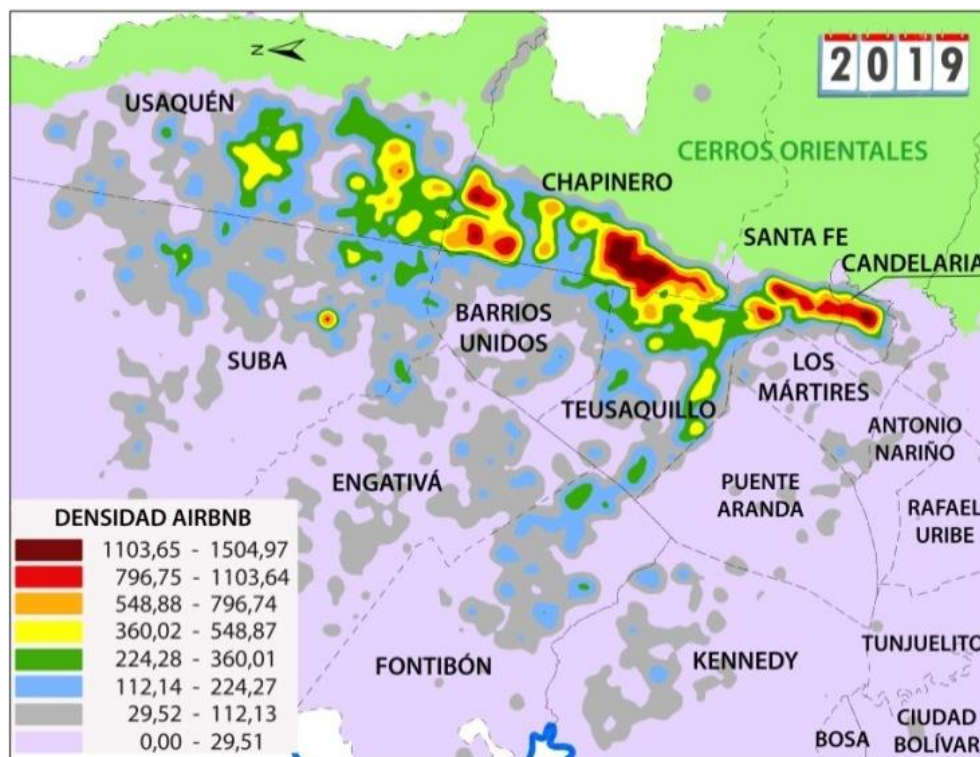 2019
N
USAQUÉN
CERROS ORIENTALES
CHAPINERO
SANTA FE
CANDELARIA
BARRIOS
UNIDOS
SUBA
LOS
MÁRTIRES
TEUSAQUILLO
ANTONIO
NARIÑO
ENGATIVÁ
PUENTE
ARANDA
RAFAEL
URIBE
DENSIDAD AIRBNB
1103,65 - 1504,97
796,75 - 1103,64
548,88 - 796,74
360,02 - 548,87
224,28 - 360,01
112,14 - 224,27
29,52 - 112,13
0,00 - 29,51
FONTIBÓN
KENNEDY
TUNJUELITO
BOSA
CIUDAD
BOLÍVAR